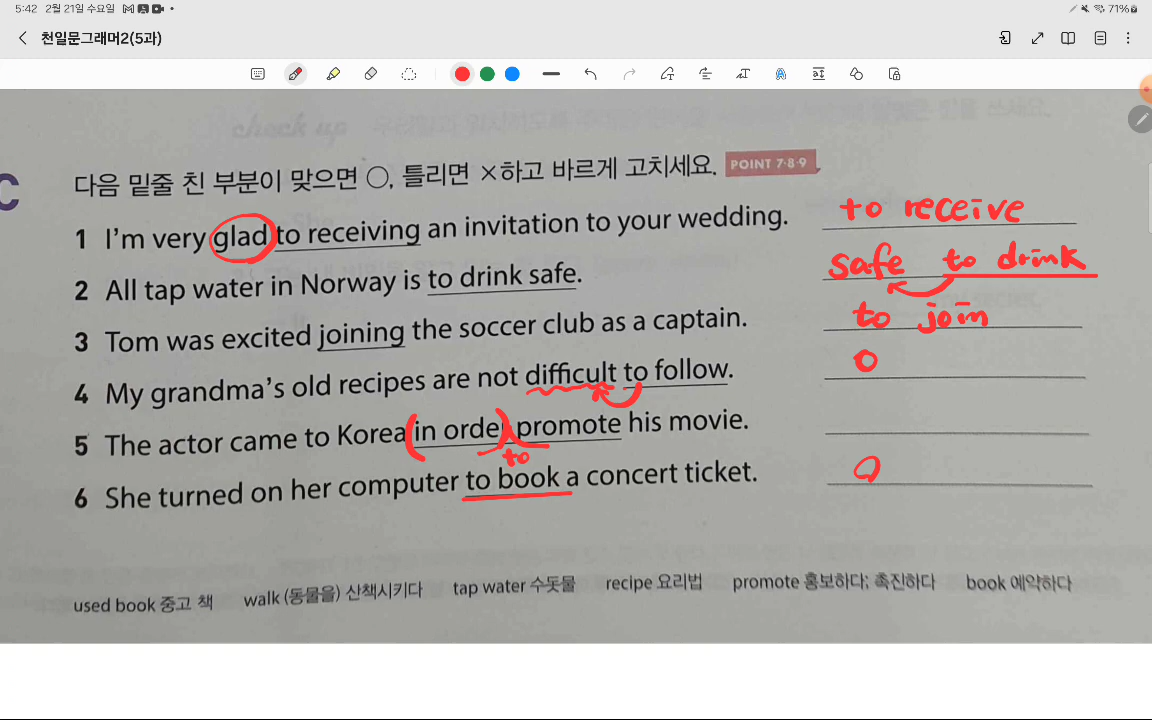 5:42 2월 21일 수요일
71%
천일문그래머2(5과)
check up
C 다음 밑줄 친 부분이 맞으면 ○, 틀리면 ×하고 바르게 고치세요. POINT 7·8·9
1 I'm very glad to receiving an invitation to your wedding. to receive
2 All tap water in Norway is to drink safe. safe to drink
3 Tom was excited joining the soccer club as a captain. to join
4 My grandma's old recipes are not difficult to follow. O
5 The actor came to Korea (in orde) promote his movie.
to
6 She turned on her computer to book a concert ticket. O
used book 중고 책 walk (동물을) 산책시키다 tap water 수돗물 recipe 요리법 promote 홍보하다; 촉진하다 book 예약하다